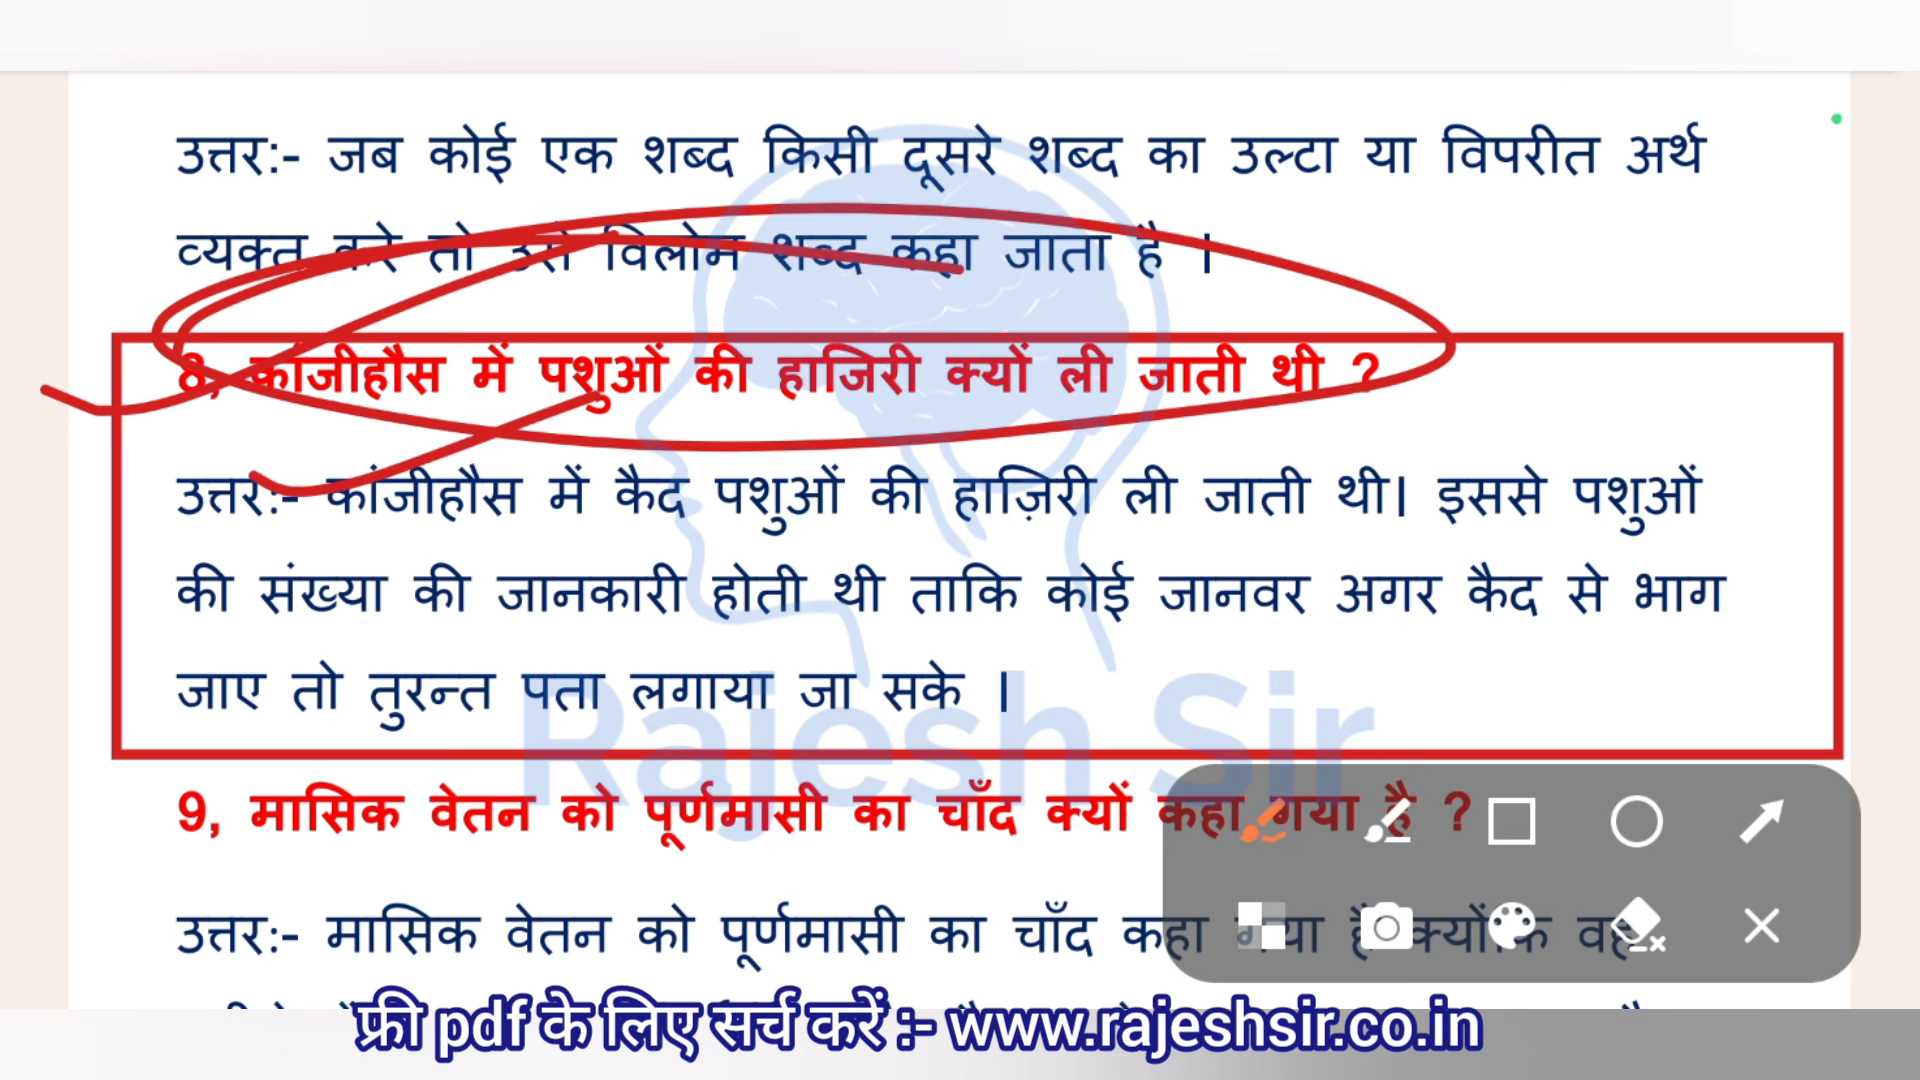 उत्तर:- जब कोई एक शब्द किसी दूसरे शब्द का उल्टा या विपरीत अर्थ
व्यक्त करे तो उसे विलोम शब्द कहा जाता है ।
8, कांजीहौस में पशुओं की हाजिरी क्यों ली जाती थी ?
उत्तर:- कांजीहौस में कैद पशुओं की हाज़िरी ली जाती थी। इससे पशुओं
की संख्या की जानकारी होती थी ताकि कोई जानवर अगर कैद से भाग
जाए तो तुरन्त पता लगाया जा सके ।
Rajesh Sir
9, मासिक वेतन को पूर्णमासी का चाँद क्यों कहा गया है ?
उत्तर:- मासिक वेतन को पूर्णमासी का चाँद कहा गया है क्योंकि वह
फ्री pdf के लिए सर्च करें :- www.rajeshsir.co.in